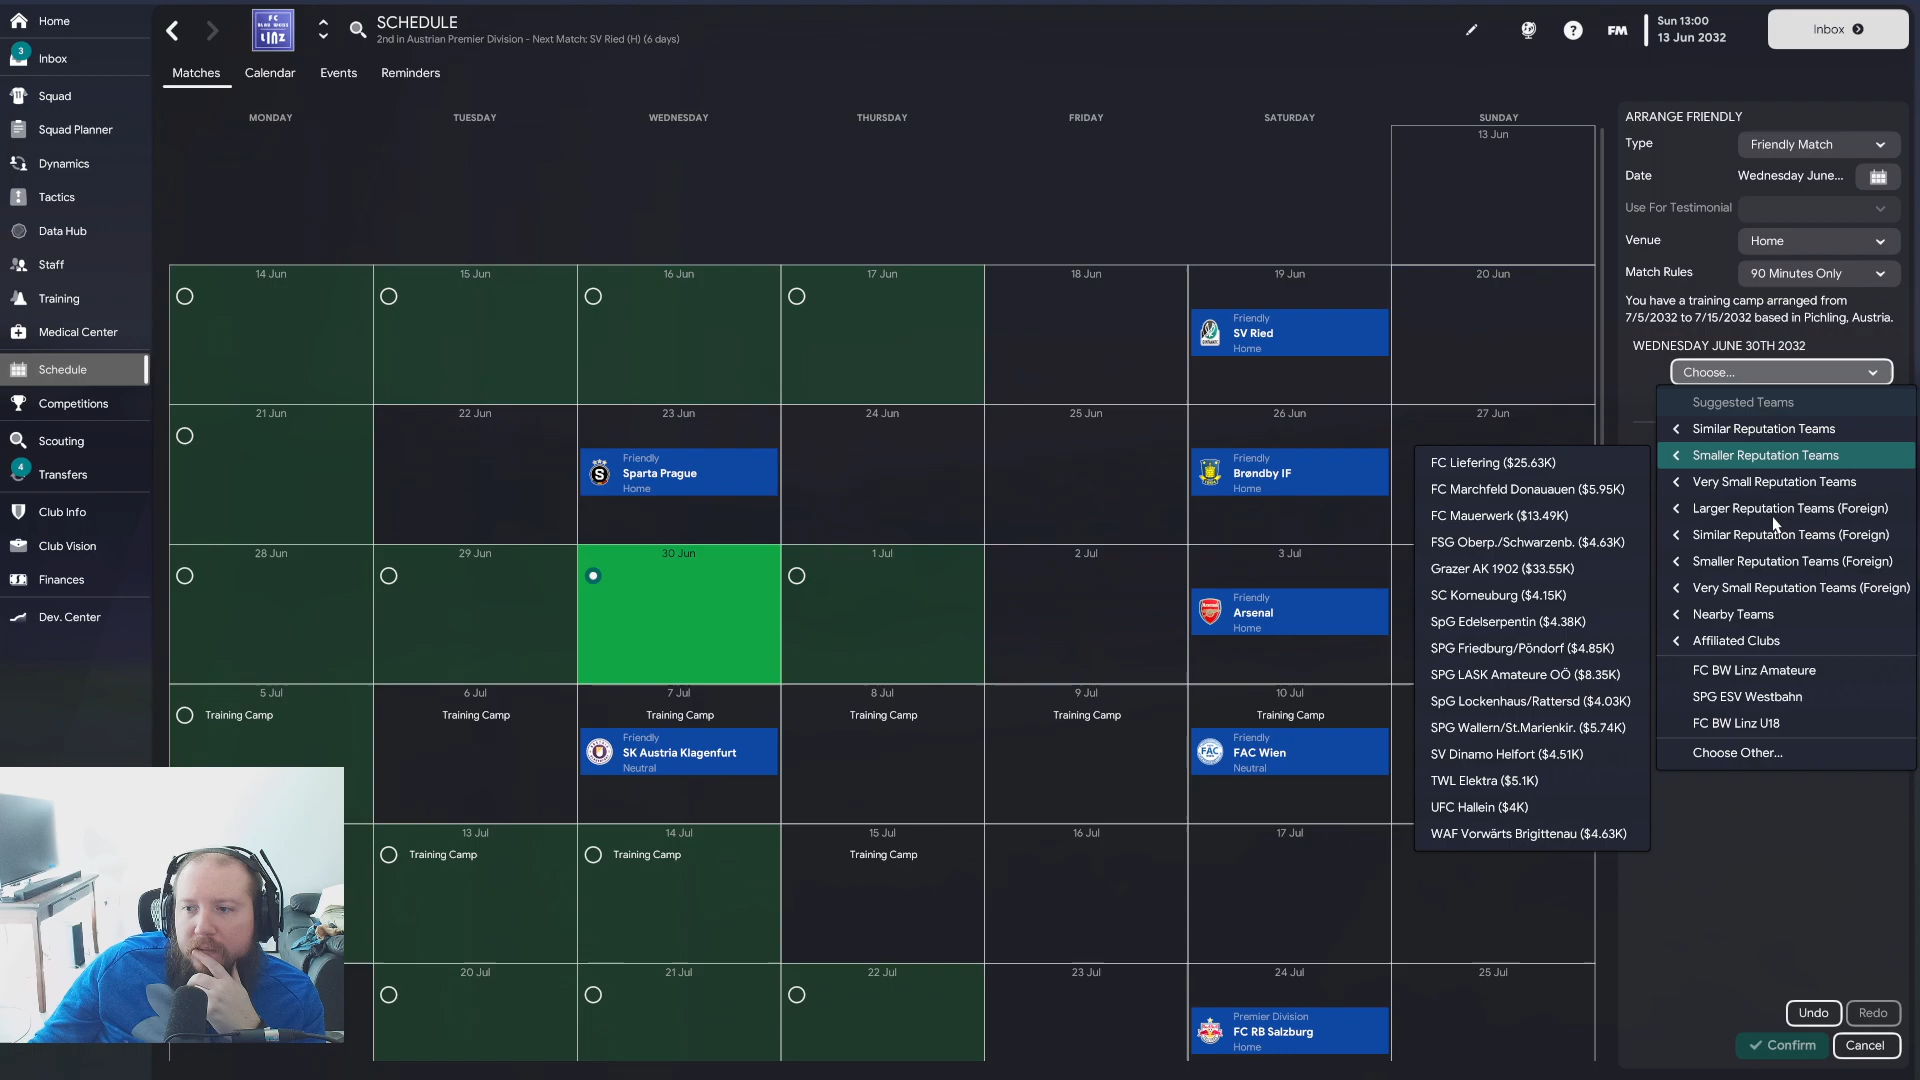 Home
3
Inbox
Squad
Squad Planner
Dynamics
Tactics
Data Hub
Staff
Training
Medical Center
Schedule
Competitions
Scouting
4
Transfers
Club Info
Club Vision
Finances
Dev. Center
FC
BLAU WEISS
LINZ
SCHEDULE
2nd in Austrian Premier Division - Next Match: SV Ried (H) (6 days)
FM
Sun 13:00
13 Jun 2032
Inbox
Matches
Calendar
Events
Reminders
MONDAY
TUESDAY
WEDNESDAY
THURSDAY
FRIDAY
SATURDAY
SUNDAY
13 Jun
14 Jun
15 Jun
16 Jun
17 Jun
18 Jun
19 Jun
20 Jun
Friendly
SV Ried
Home
21 Jun
22 Jun
23 Jun
24 Jun
25 Jun
26 Jun
27 Jun
Friendly
Sparta Prague
Home
Friendly
Brøndby IF
Home
28 Jun
29 Jun
30 Jun
1 Jul
2 Jul
3 Jul
Friendly
Arsenal
Home
5 Jul
6 Jul
7 Jul
8 Jul
9 Jul
10 Jul
Training Camp
Training Camp
Training Camp
Training Camp
Training Camp
Training Camp
Friendly
SK Austria Klagenfurt
Neutral
FAC
Friendly
FAC Wien
Neutral
13 Jul
14 Jul
15 Jul
16 Jul
17 Jul
Training Camp
Training Camp
Training Camp
20 Jul
21 Jul
22 Jul
23 Jul
24 Jul
25 Jul
Premier Division
FC RB Salzburg
Home
ARRANGE FRIENDLY
Type
Friendly Match
Date
Wednesday June...
Use For Testimonial
Venue
Home
Match Rules
90 Minutes Only
You have a training camp arranged from
7/5/2032 to 7/15/2032 based in Pichling, Austria.
WEDNESDAY JUNE 30TH 2032
Choose...
Suggested Teams
Similar Reputation Teams
Smaller Reputation Teams
Very Small Reputation Teams
Larger Reputation Teams (Foreign)
Similar Reputation Teams (Foreign)
Smaller Reputation Teams (Foreign)
Very Small Reputation Teams (Foreign)
Nearby Teams
Affiliated Clubs
FC BW Linz Amateure
SPG ESV Westbahn
FC BW Linz U18
Choose Other...
FC Liefering ($25.63K)
FC Marchfeld Donauauen ($5.95K)
FC Mauerwerk ($13.49K)
FSG Oberp./Schwarzenb. ($4.63K)
Grazer AK 1902 ($33.55K)
SC Korneuburg ($4.15K)
SpG Edelserpentin ($4.38K)
SPG Friedburg/Pöndorf ($4.85K)
SPG LASK Amateure OÖ ($8.35K)
SpG Lockenhaus/Rattersd ($4.03K)
SPG Wallern/St.Marienkir. ($5.74K)
SV Dinamo Helfort ($4.51K)
TWL Elektra ($5.1K)
UFC Hallein ($4K)
WAF Vorwärts Brigittenau ($4.63K)
Undo
Redo
Confirm
Cancel